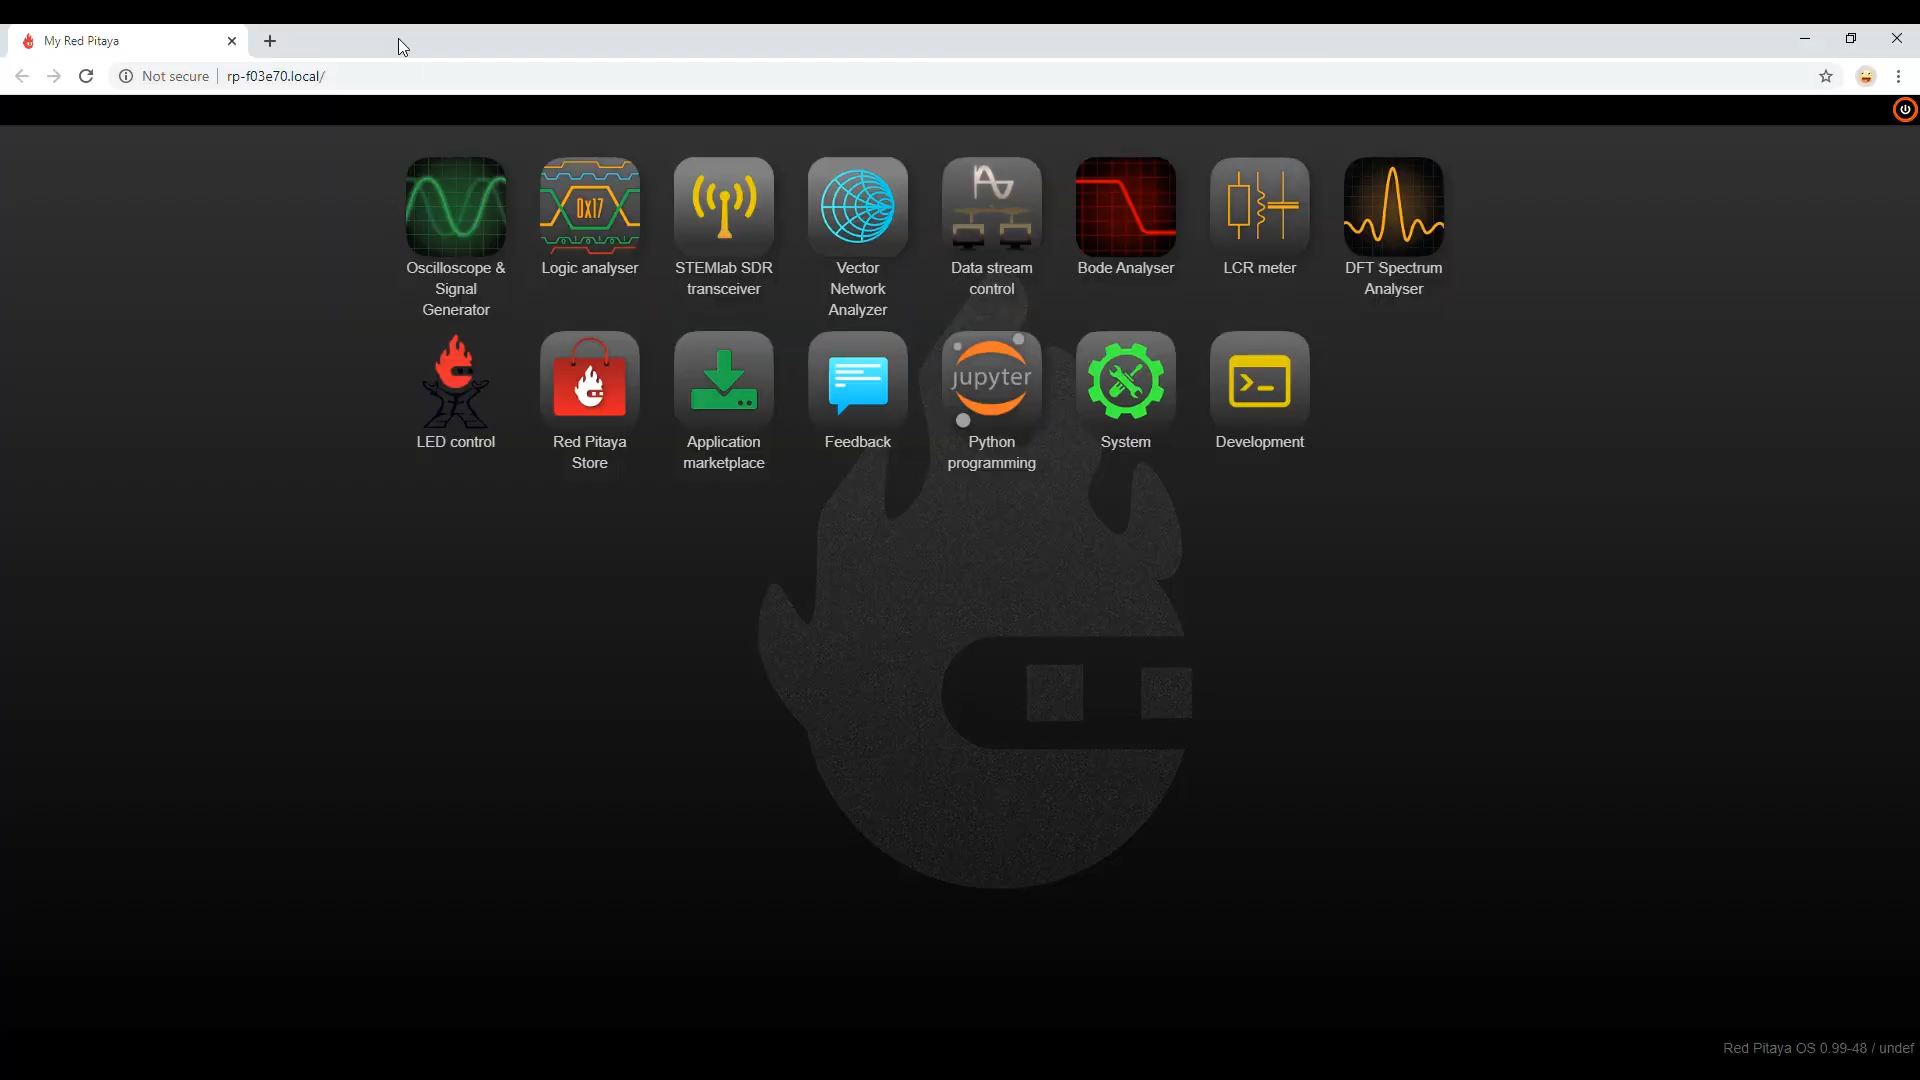 My Red Pitaya
Not secure
rp-f03e70.local/
0x17
Oscilloscope &
Signal
Generator
Logic analyser
STEMlab SDR
transceiver
Vector
Network
Analyzer
Data stream
control
Bode Analyser
LCR meter
DFT Spectrum
Analyser
jupyter
>_
LED control
Red Pitaya
Store
Application
marketplace
Feedback
Python
programming
System
Development
Red Pitaya OS 0.99-48 / undef